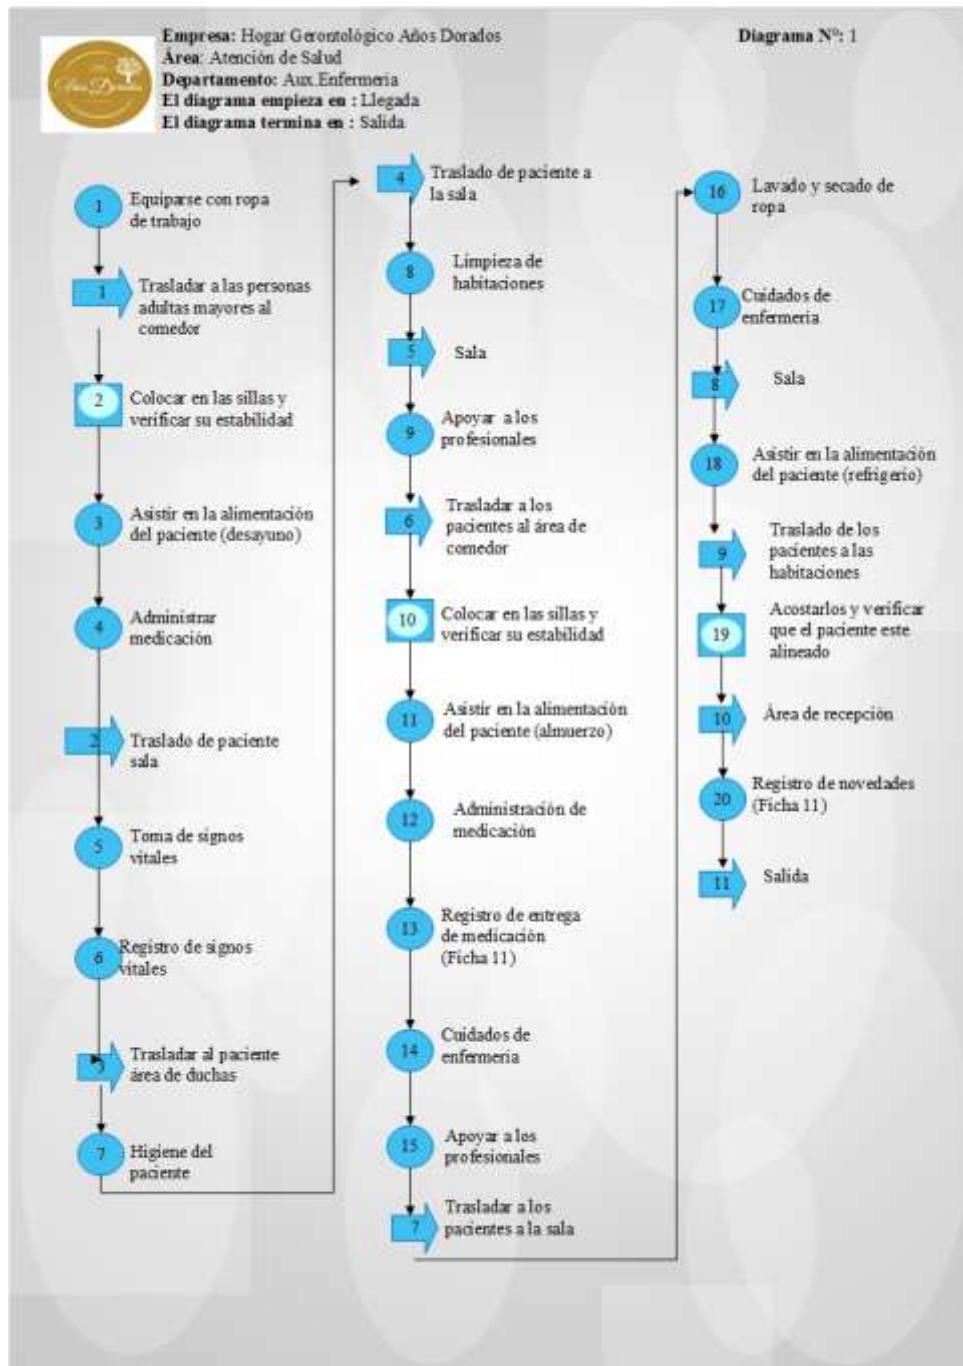 Empresa: Hogar Gerontológico Años Dorados
Área: Atención de Salud
Departamento: Aux.Enfermeria
El diagrama empieza en : Llegada
El diagrama termina en : Salida
Diagrama Nº: 1
Años Dorados
1
Equiparse con ropa
de trabajo
1
Trasladar a las personas
adultas mayores al
comedor
2
Colocar en las sillas y
verificar su estabilidad
3
Asistir en la alimentación
del paciente (desayuno)
4
Administrar
medicación
2
Traslado de paciente
sala
5
Toma de signos
vitales
6
Registro de signos
vitales
3
Trasladar al paciente
área de duchas
7
Higiene del
paciente
4
Traslado de paciente a
la sala
8
Limpieza de
habitaciones
5
Sala
9
Apoyar a los
profesionales
6
Trasladar a los
pacientes al área de
comedor
10
Colocar en las sillas y
verificar su estabilidad
11
Asistir en la alimentación
del paciente (almuerzo)
12
Administración de
medicación
13
Registro de entrega
de medicación
(Ficha 11)
14
Cuidados de
enfermería
15
Apoyar a los
profesionales
7
Trasladar a los
pacientes a la sala
16
Lavado y secado de
ropa
17
Cuidados de
enfermería
8
Sala
18
Asistir en la alimentación
del paciente (refrigerio)
9
Traslado de los
pacientes a las
habitaciones
19
Acostarlos y verificar
que el paciente este
alineado
10
Área de recepción
20
Registro de novedades
(Ficha 11)
11
Salida